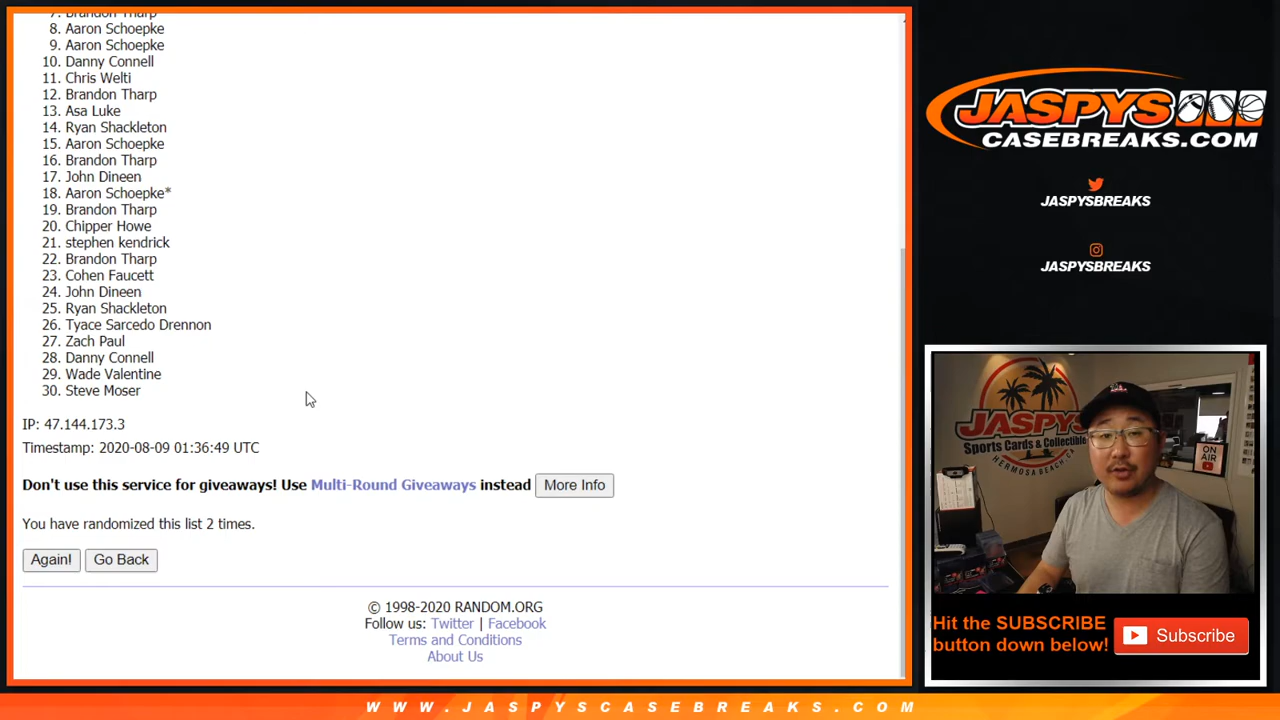 7. Brandon Tharp
8. Aaron Schoepke
9. Aaron Schoepke
10. Danny Connell
11. Chris Welti
12. Brandon Tharp
13. Asa Luke
14. Ryan Shackleton
15. Aaron Schoepke
16. Brandon Tharp
17. John Dineen
18. Aaron Schoepke*
19. Brandon Tharp
20. Chipper Howe
21. stephen kendrick
22. Brandon Tharp
23. Cohen Faucett
24. John Dineen
25. Ryan Shackleton
26. Tyace Sarcedo Drennon
27. Zach Paul
28. Danny Connell
29. Wade Valentine
30. Steve Moser
IP: 47.144.173.3
Timestamp: 2020-08-09 01:36:49 UTC
Don't use this service for giveaways! Use Multi-Round Giveaways instead More Info
You have randomized this list 2 times.
Again! Go Back
© 1998-2020 RANDOM.ORG
Follow us: Twitter | Facebook
Terms and Conditions
About Us
JASPYS
CASEBREAKS.COM
JASPYSBREAKS
JASPYSBREAKS
JASPYS
Sports Cards & Collectible
HERMOSA BEACH CA
ON AIR
Hit the SUBSCRIBE
button down below!
Subscribe
WWW.JASPYSCASEBREAKS.COM